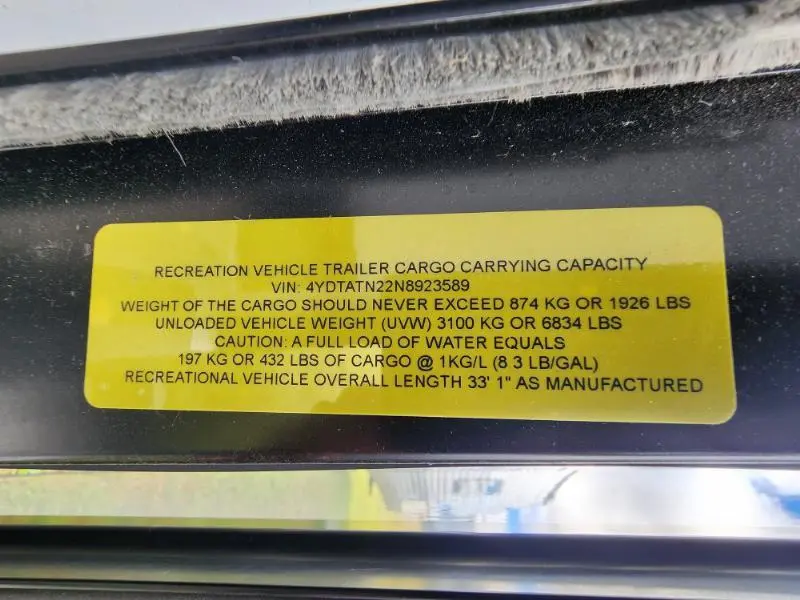 RECREATION VEHICLE TRAILER CARGO CARRYING CAPACITY
VIN: 4YDTATN22N8923589
WEIGHT OF THE CARGO SHOULD NEVER EXCEED 874 KG OR 1926 LBS
UNLOADED VEHICLE WEIGHT (UVW) 3100 KG OR 6834 LBS
CAUTION: A FULL LOAD OF WATER EQUALS
197 KG OR 432 LBS OF CARGO @ 1KG/L (8 3 LB/GAL)
RECREATIONAL VEHICLE OVERALL LENGTH 33' 1" AS MANUFACTURED